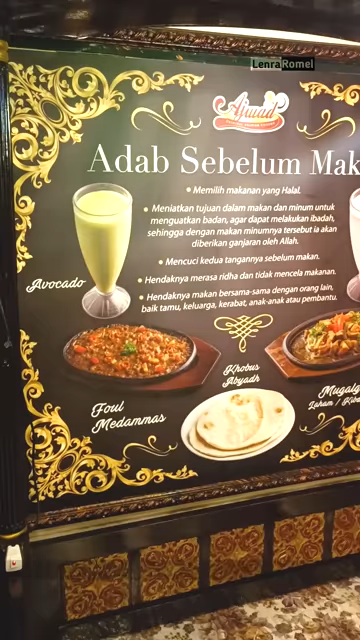 LenraRomel
Ajwad
Adab Sebelum Mak
• Memilih makanan yang Halal.
• Meniatkan tujuan dalam makan dan minum untuk
menguatkan badan, agar dapat melakukan ibadah,
sehingga dengan makan minumnya tersebut ia akan
diberikan ganjaran oleh Allah.
• Mencuci kedua tangannya sebelum makan.
• Hendaknya merasa ridha dan tidak mencela makanan.
• Hendaknya makan bersama-sama dengan orang lain,
baik tamu, keluarga, kerabat, anak-anak atau pembantu.
Avocado
Khobus
Abyadh
Foul
Medammas
Mugalg
Laham / Kiba